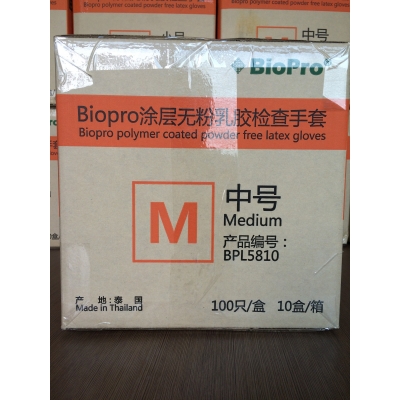 小号
BioPro®
Biopro涂层无粉乳胶检查手套
Biopro polymer coated powder free latex gloves
M
中号
Medium
产品编号：
BPL5810
产 地：泰 国
Made in Thailand
100只/盒 10盒/箱